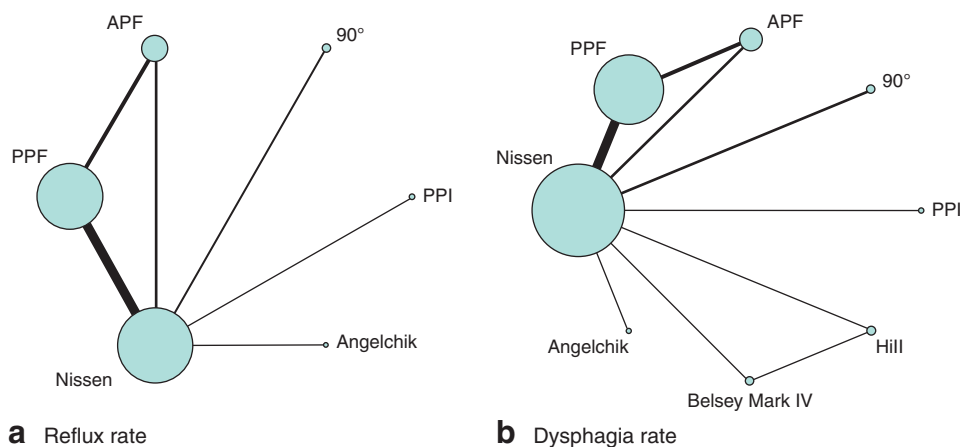 APF
90°
PPF
PPI
Angelchik
Nissen
a Reflux rate
APF
PPF
90°
Nissen
PPI
Angelchik
Hill
Belsey Mark IV
b Dysphagia rate